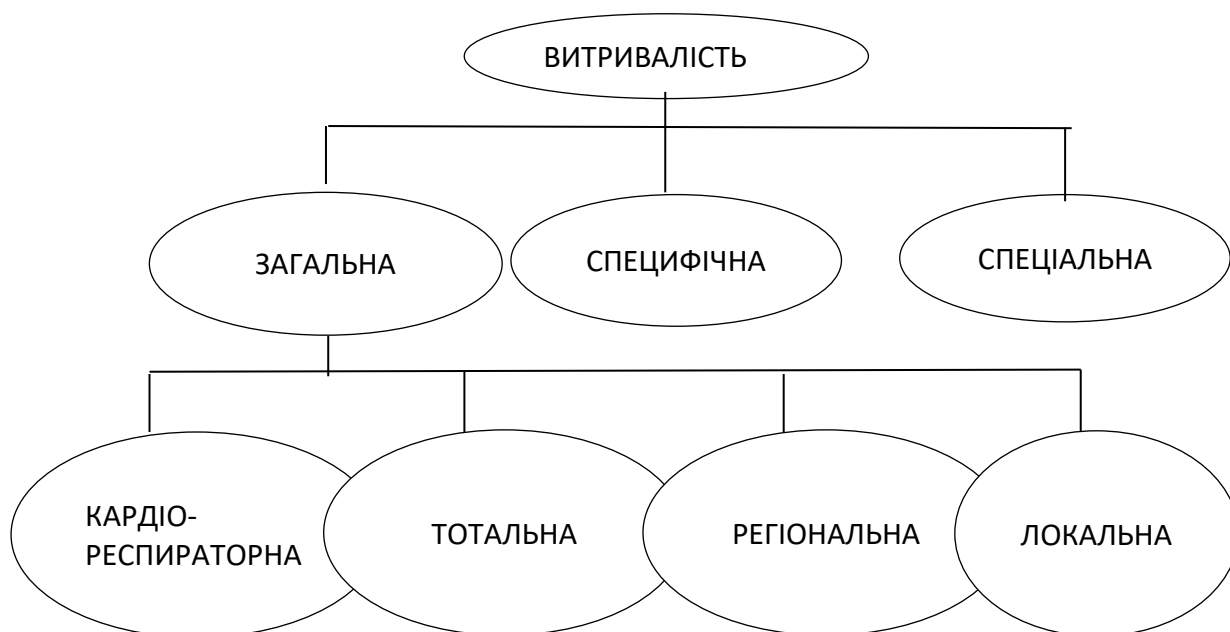 ВИТРИВАЛІСТЬ
ЗАГАЛЬНА
СПЕЦИФІЧНА
СПЕЦІАЛЬНА
КАРДІО-
РЕСПИРАТОРНА
ТОТАЛЬНА
РЕГІОНАЛЬНА
ЛОКАЛЬНА